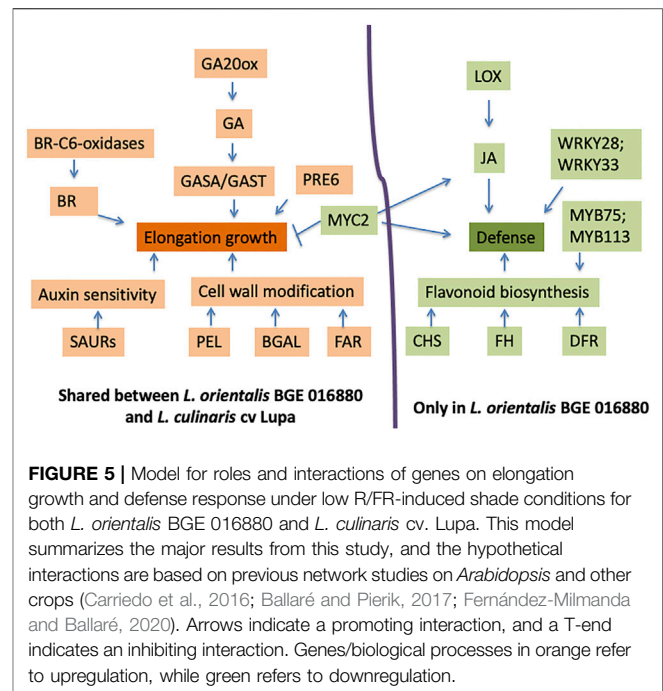 GA20ox
GA
BR-C6-oxidases
BR
GASA/GAST
PRE6
Elongation growth
MYC2
Auxin sensitivity
Cell wall modification
SAURs
PEL
BGAL
FAR
Shared between L. orientalis BGE 016880
and L. culinaris cv Lupa
LOX
JA
WRKY28;
WRKY33
MYB75;
MYB113
Defense
Flavonoid biosynthesis
CHS
FH
DFR
Only in L. orientalis BGE 016880
FIGURE 5 | Model for roles and interactions of genes on elongation
growth and defense response under low R/FR-induced shade conditions for
both L. orientalis BGE 016880 and L. culinaris cv. Lupa. This model
summarizes the major results from this study, and the hypothetical
interactions are based on previous network studies on Arabidopsis and other
crops (Carriedo et al., 2016; Ballaré and Pierik, 2017; Fernández-Milmanda
and Ballaré, 2020). Arrows indicate a promoting interaction, and a T-end
indicates an inhibiting interaction. Genes/biological processes in orange refer
to upregulation, while green refers to downregulation.